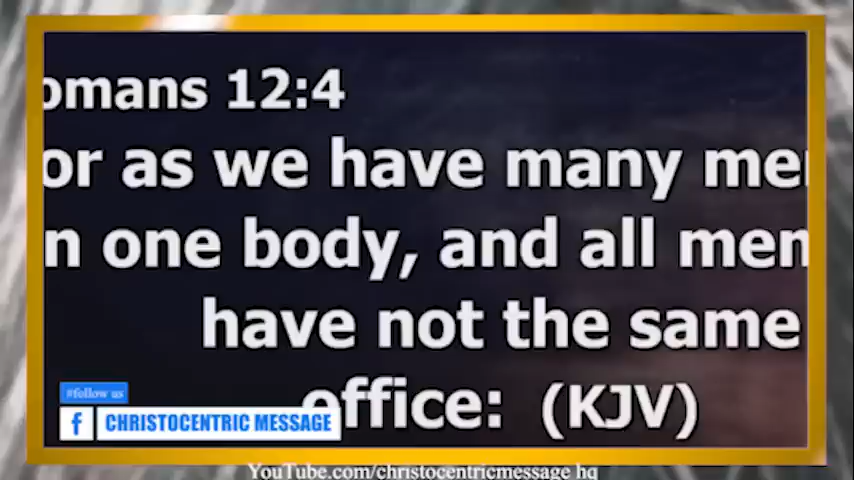 omans 12:4
or as we have many me
n one body, and all mem
have not the same
office: (KJV)
#follow us
f CHRISTOCENTRIC MESSAGE
YouTube.com/christocentricmessage hq